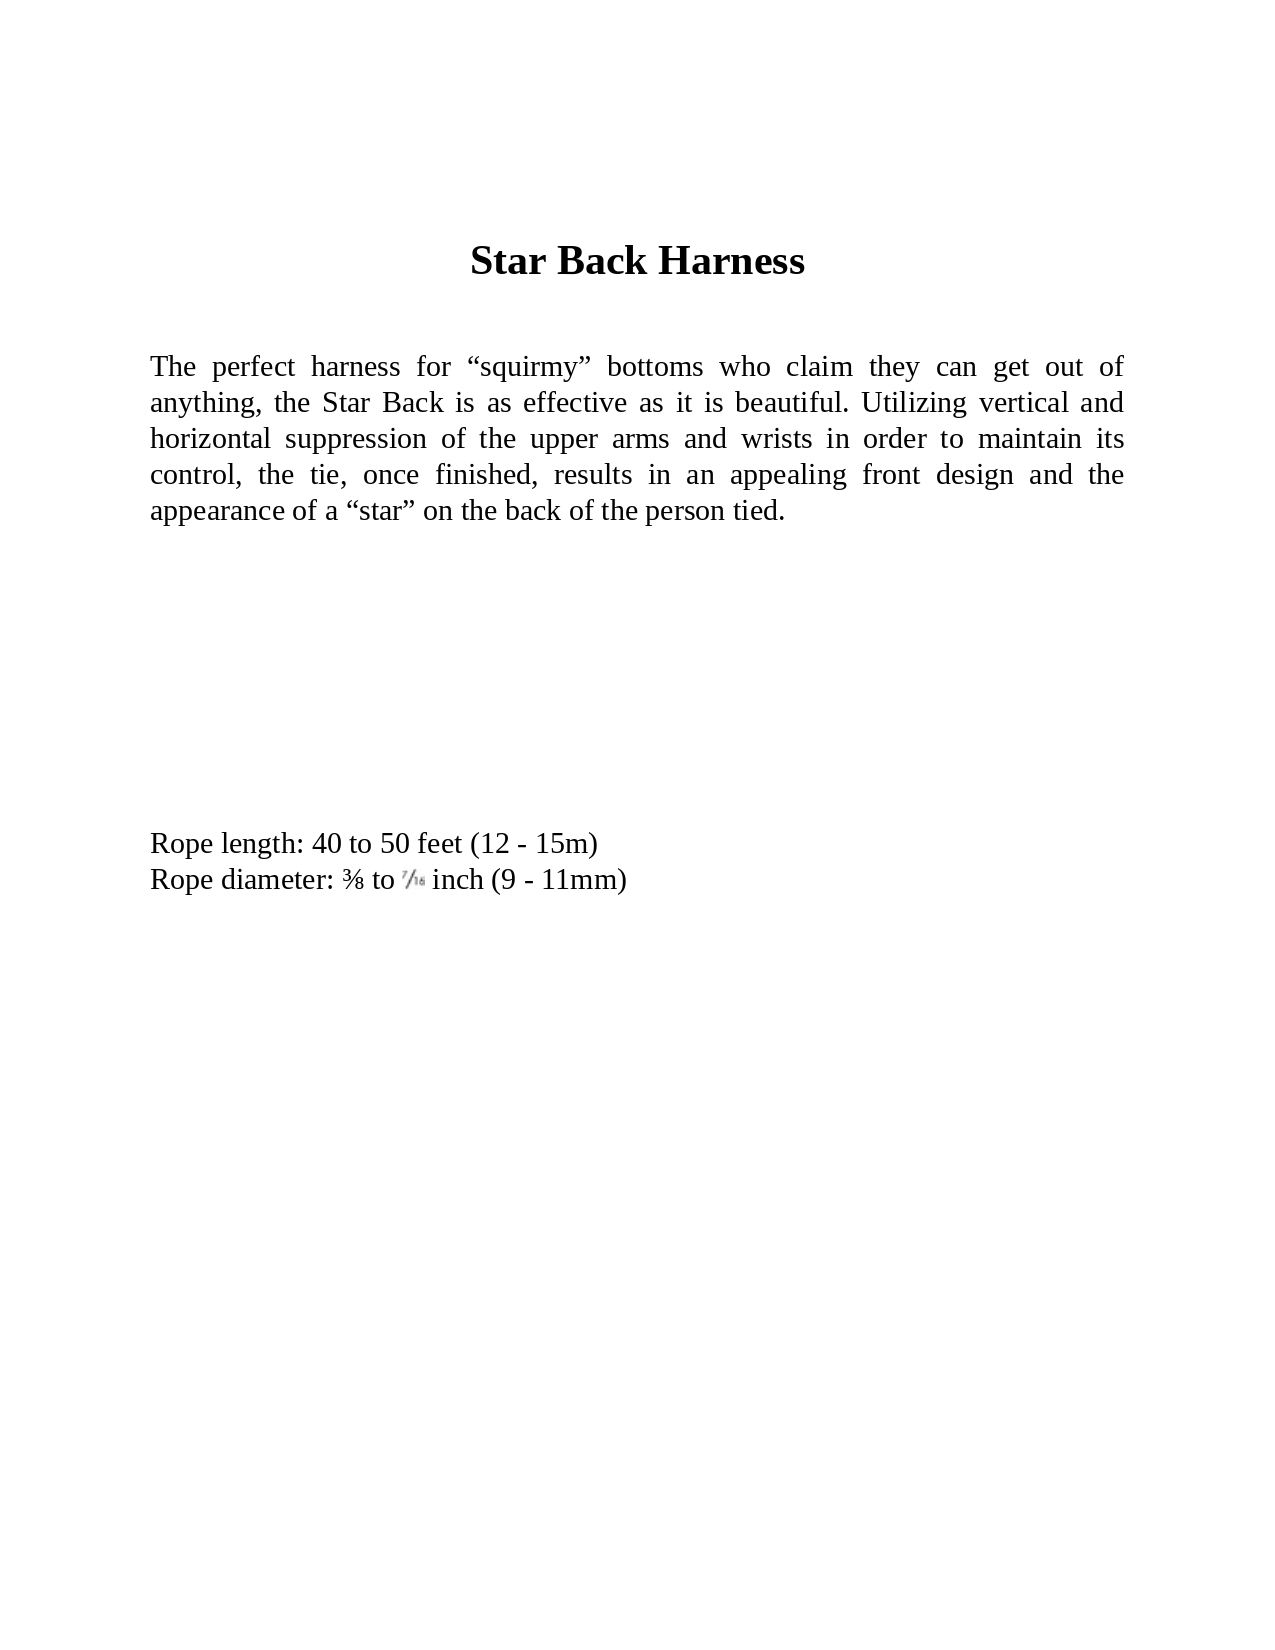 Star Back Harness
The perfect harness for “squirmy” bottoms who claim they can get out of
anything, the Star Back is as effective as it is beautiful. Utilizing vertical and
horizontal suppression of the upper arms and wrists in order to maintain its
control, the tie, once finished, results in an appealing front design and the
appearance of a “star” on the back of the person tied.
Rope length: 40 to 50 feet (12 - 15m)
Rope diameter: ⅜ to 7/16 inch (9 - 11mm)